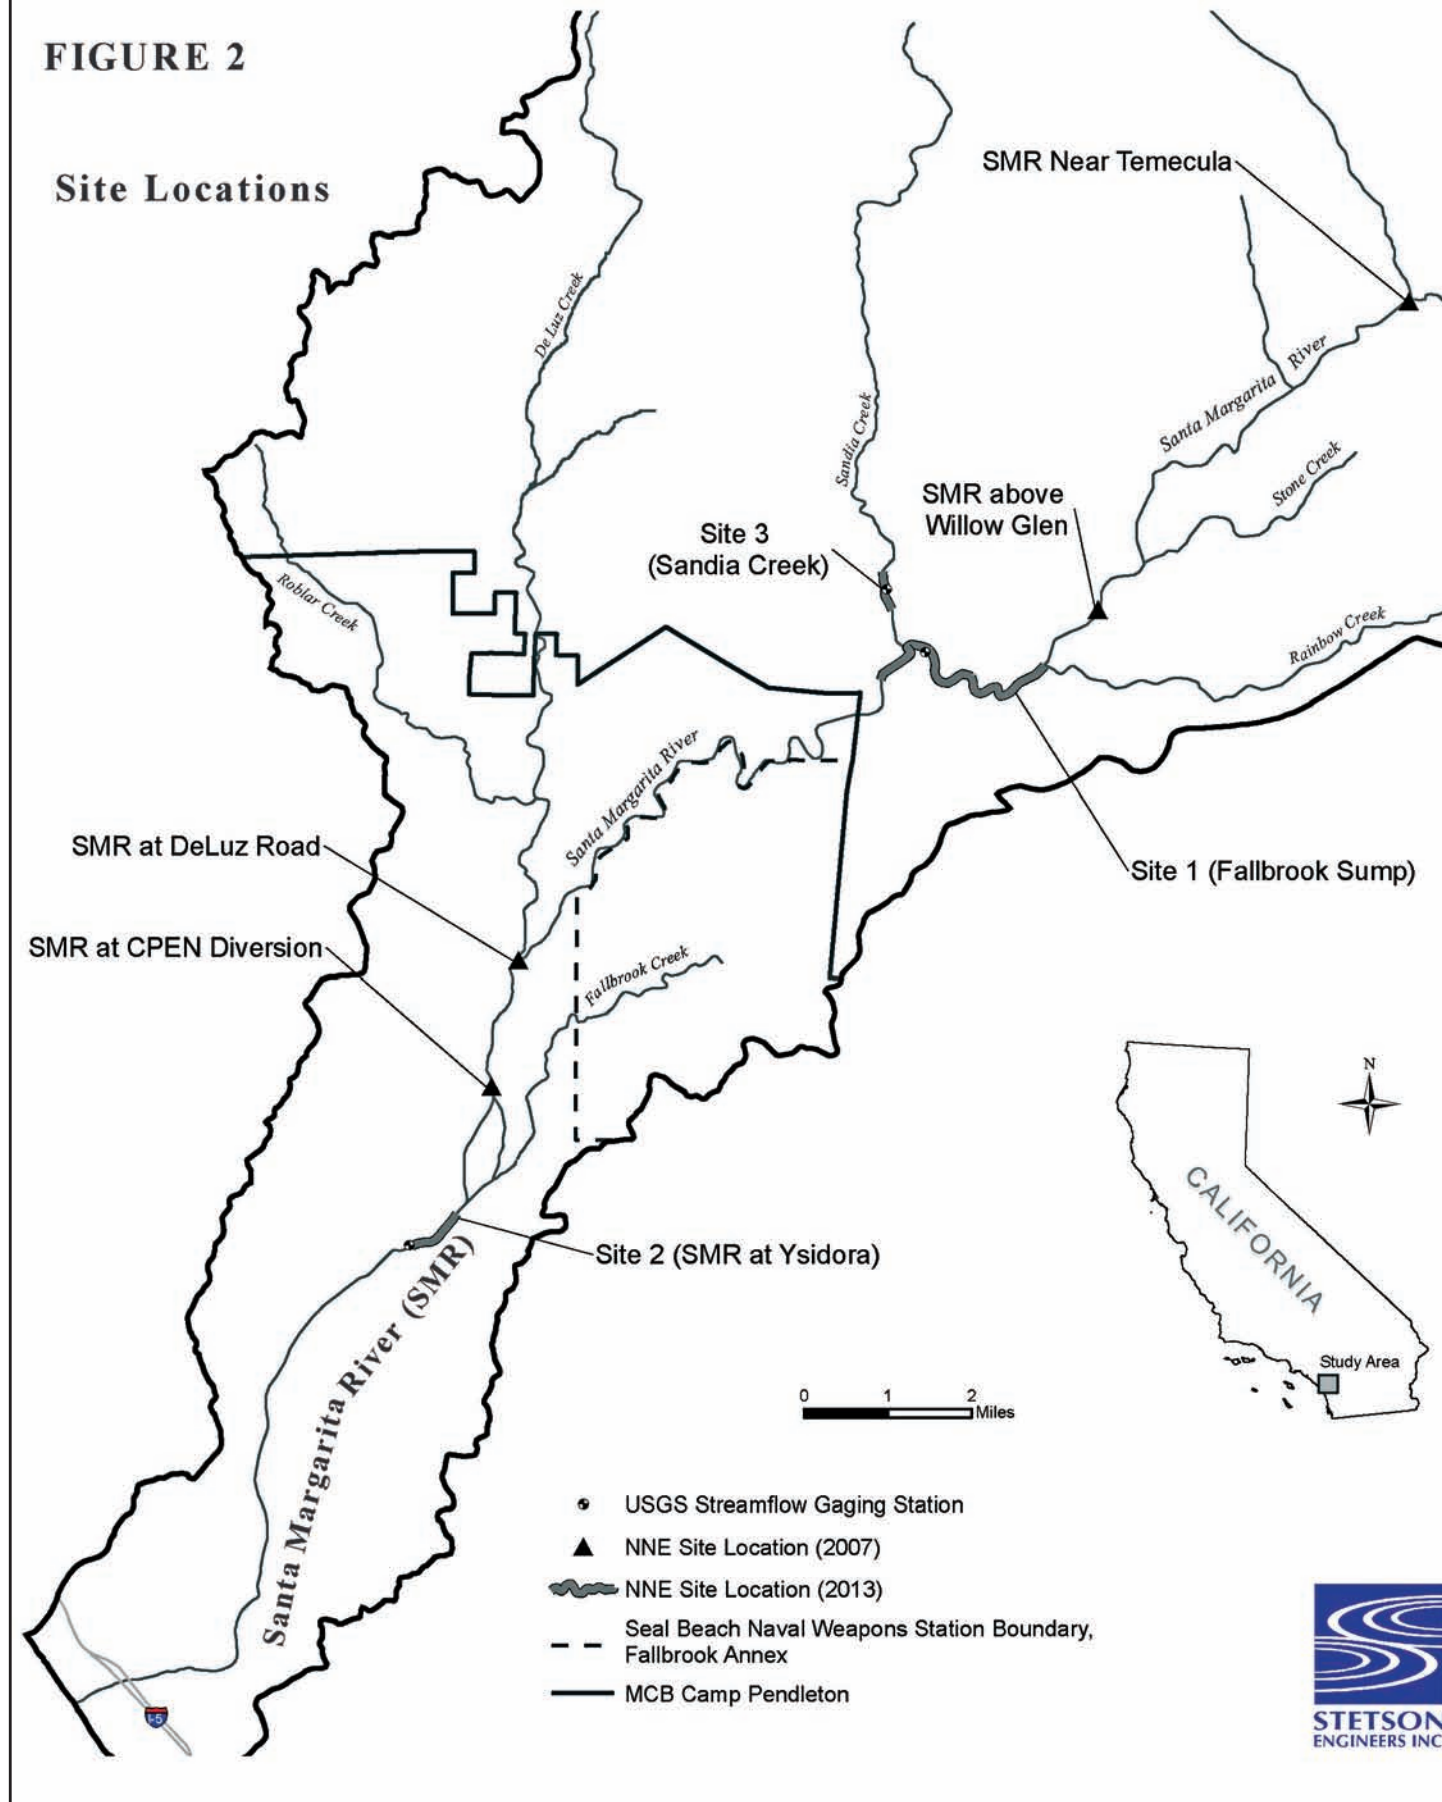 FIGURE 2
Site Locations
SMR Near Temecula
De Luz Creek
Sandia Creek
Santa Margarita River
Stone Creek
SMR above
Willow Glen
Site 3
(Sandia Creek)
Roblar Creek
Rainbow Creek
Santa Margarita River
SMR at DeLuz Road
Site 1 (Fallbrook Sump)
SMR at CPEN Diversion
Fallbrook Creek
N
CALIFORNIA
Study Area
Site 2 (SMR at Ysidora)
Santa Margarita River (SMR)
0 1 2
Miles
USGS Streamflow Gaging Station
NNE Site Location (2007)
NNE Site Location (2013)
Seal Beach Naval Weapons Station Boundary,
Fallbrook Annex
MCB Camp Pendleton
I-5
STETSON
ENGINEERS INC